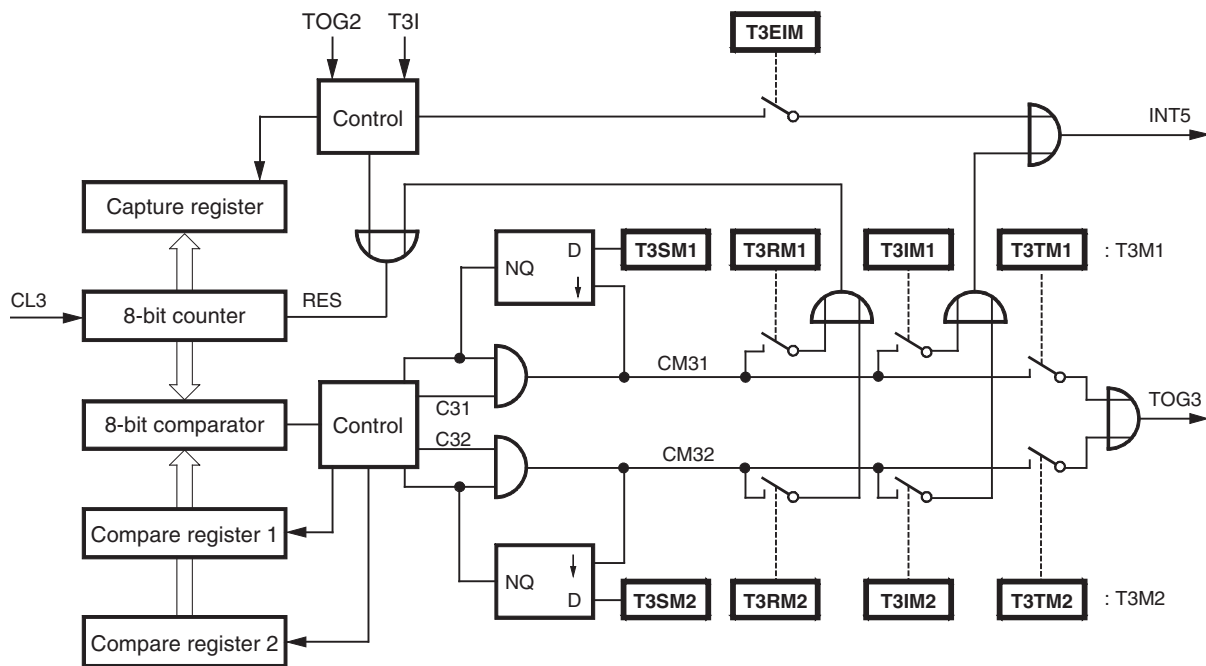 TOG2 T3I
T3EIM
Control
INT5
Capture register
D T3SM1 T3RM1 T3IM1 T3TM1 : T3M1
NQ
CL3
RES
8-bit counter
CM31
C31
8-bit comparator
Control
TOG3
C32
CM32
Compare register 1
NQ
D T3SM2 T3RM2 T3IM2 T3TM2 : T3M2
Compare register 2